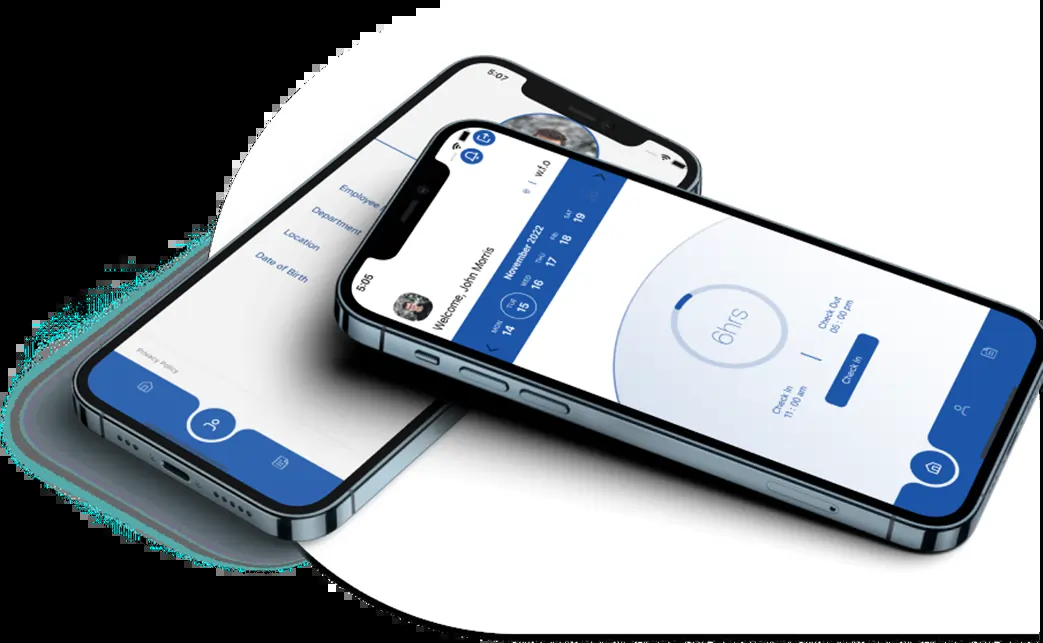 5:07
Employee
Department
Location
Date of Birth
Privacy Policy
5:05
Welcome, John Morris
w.f.o
November 2022
MON TUE WED THU FRI SAT
14 15 16 17 18 19
6hrs
Check In
11 : 00 am
Check Out
05 : 00 pm
Check In